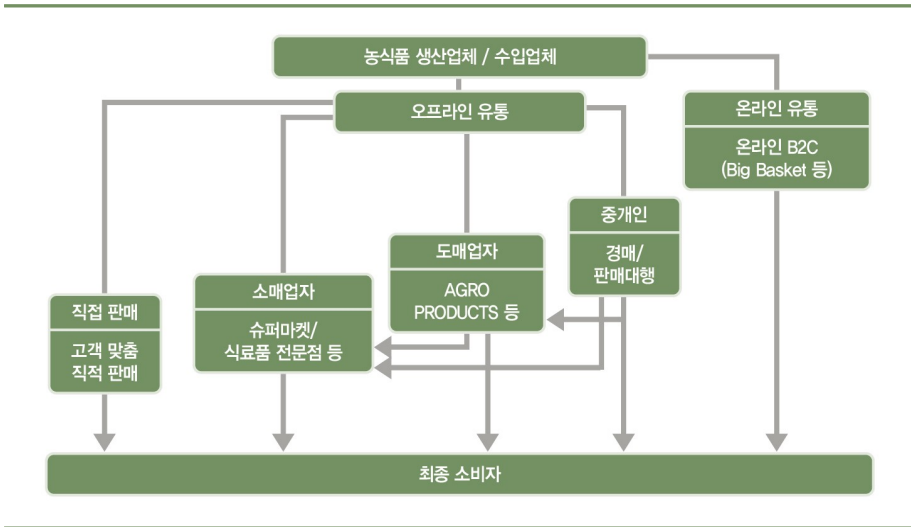 농식품 생산업체 / 수입업체
오프라인 유통
온라인 유통
온라인 B2C
(Big Basket 등)
중개인
경매/
판매대행
도매업자
AGRO
PRODUCTS 등
소매업자
슈퍼마켓/
식료품 전문점 등
직접 판매
고객 맞춤
직적 판매
최종 소비자